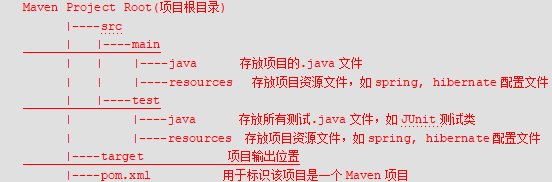 Maven Project Root(项目根目录)
|----src
| |----main
| | |----java 存放项目的.java文件
| | |----resources 存放项目资源文件，如spring, hibernate配置文件
| |----test
| |----java 存放所有测试.java文件，如JUnit测试类
| |----resources 存放项目资源文件，如spring, hibernate配置文件
|----target 项目输出位置
|----pom.xml 用于标识该项目是一个Maven项目